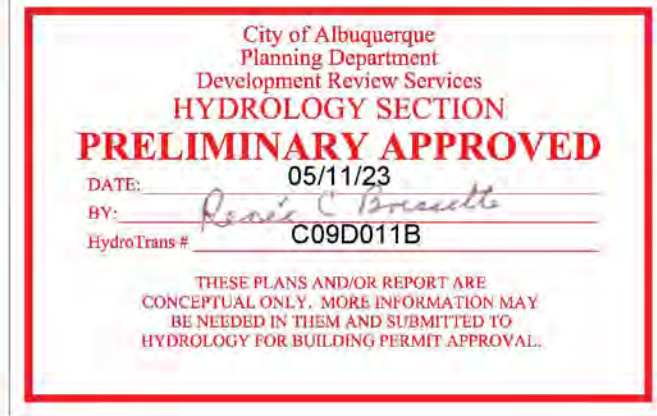 City of Albuquerque
Planning Department
Development Review Services
HYDROLOGY SECTION
PRELIMINARY APPROVED
DATE: 05/11/23
BY: Renée C Brissette
HydroTrans # C09D011B
THESE PLANS AND/OR REPORT ARE
CONCEPTUAL ONLY. MORE INFORMATION MAY
BE NEEDED IN THEM AND SUBMITTED TO
HYDROLOGY FOR BUILDING PERMIT APPROVAL.